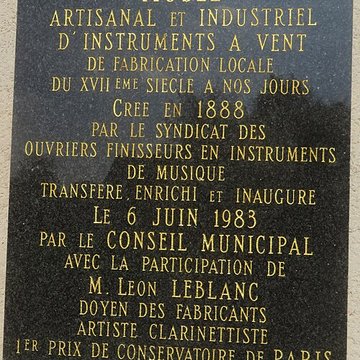 ARTISANAL ET INDUSTRIEL
D'INSTRUMENTS A VENT
DE FABRICATION LOCALE
DU XVII ÈME SIECLE A NOS JOURS
CREE EN 1888
PAR LE SYNDICAT DES
OUVRIERS FINISSEURS EN INSTRUMENTS
DE MUSIQUE
TRANSFERE, ENRICHI ET INAUGURE
LE 6 JUIN 1983
PAR LE CONSEIL MUNICIPAL
AVEC LA PARTICIPATION DE
M. LEON LEBLANC
DOYEN DES FABRICANTS
ARTISTE CLARINETTISTE
1ER PRIX DE CONSERVATOIRE DE PARIS